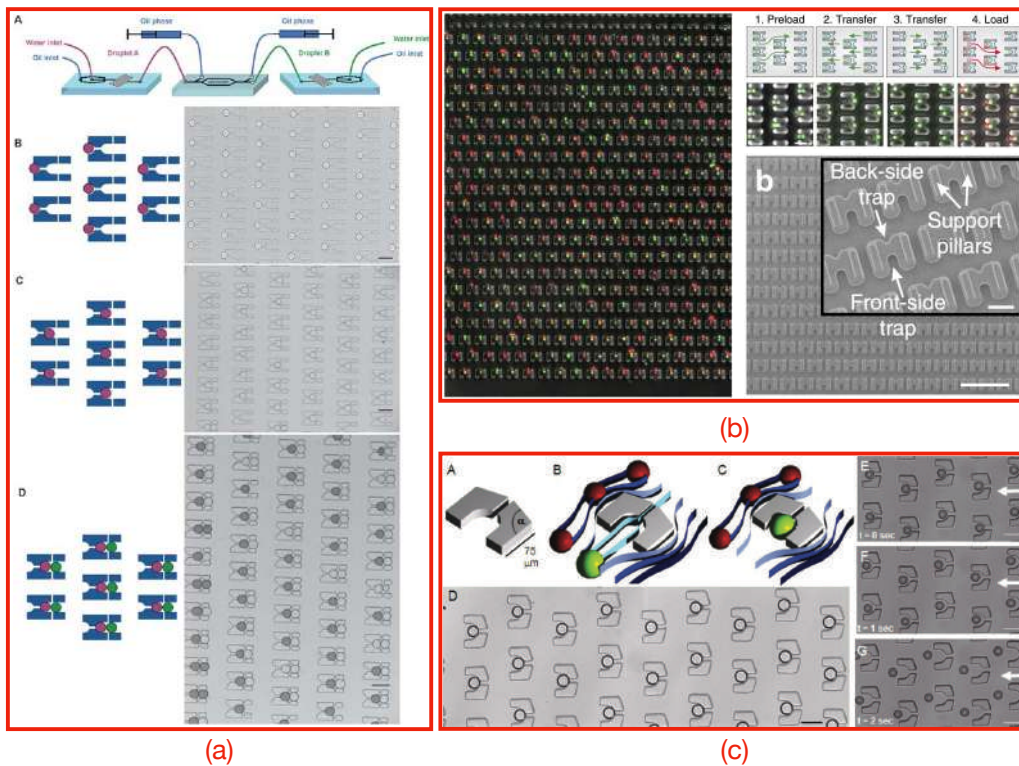 A
Oil phase
Oil phase
Water inlet
Oil inlet
Droplet A
Droplet B
Water inlet
Oil inlet
B
C
D
(a)
1. Preload
2. Transfer
3. Transfer
4. Load
b
Back-side
trap
Support
pillars
Front-side
trap
(b)
A
α
75
μm
B
C
D
E
t = 0 sec
F
t = 1 sec
G
t = 2 sec
(c)